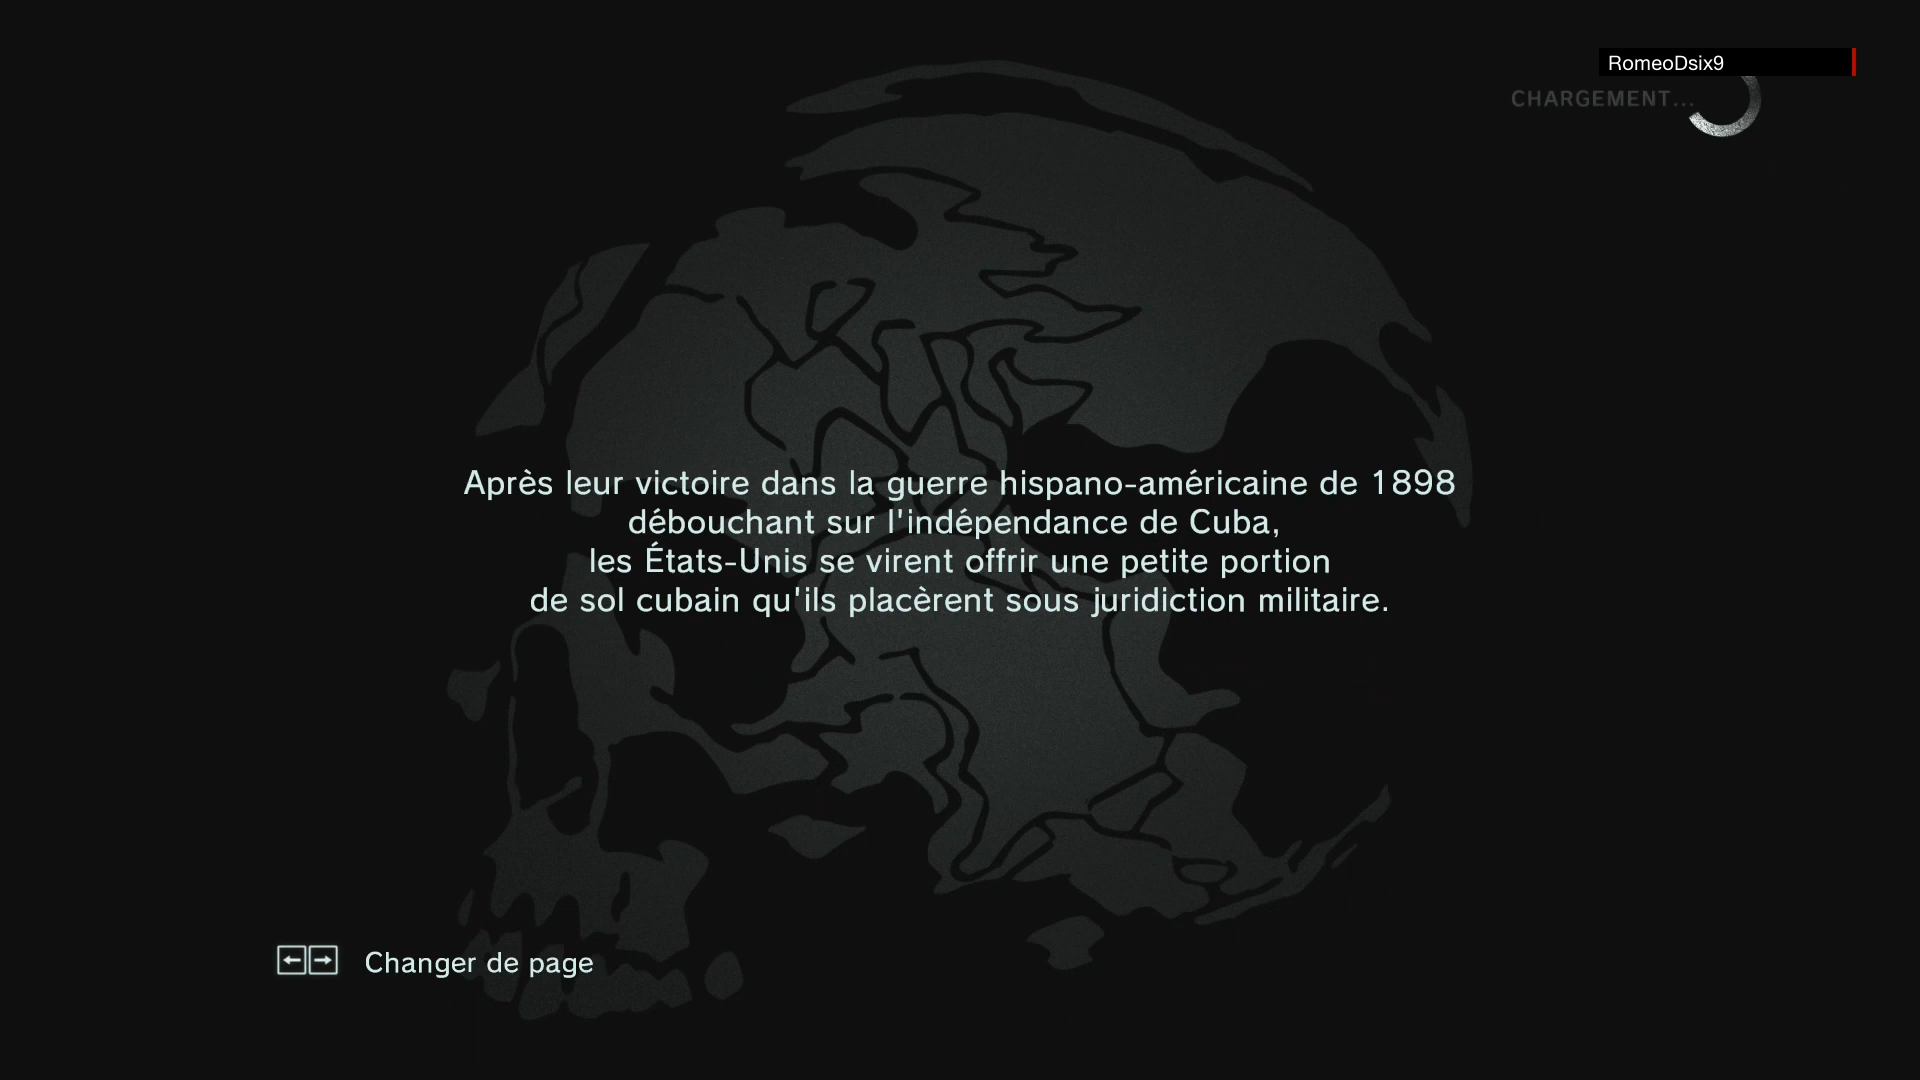 RomeoDsix9
CHARGEMENT...
Après leur victoire dans la guerre hispano-américaine de 1898
débouchant sur l'indépendance de Cuba,
les États-Unis se virent offrir une petite portion
de sol cubain qu'ils placèrent sous juridiction militaire.
Changer de page